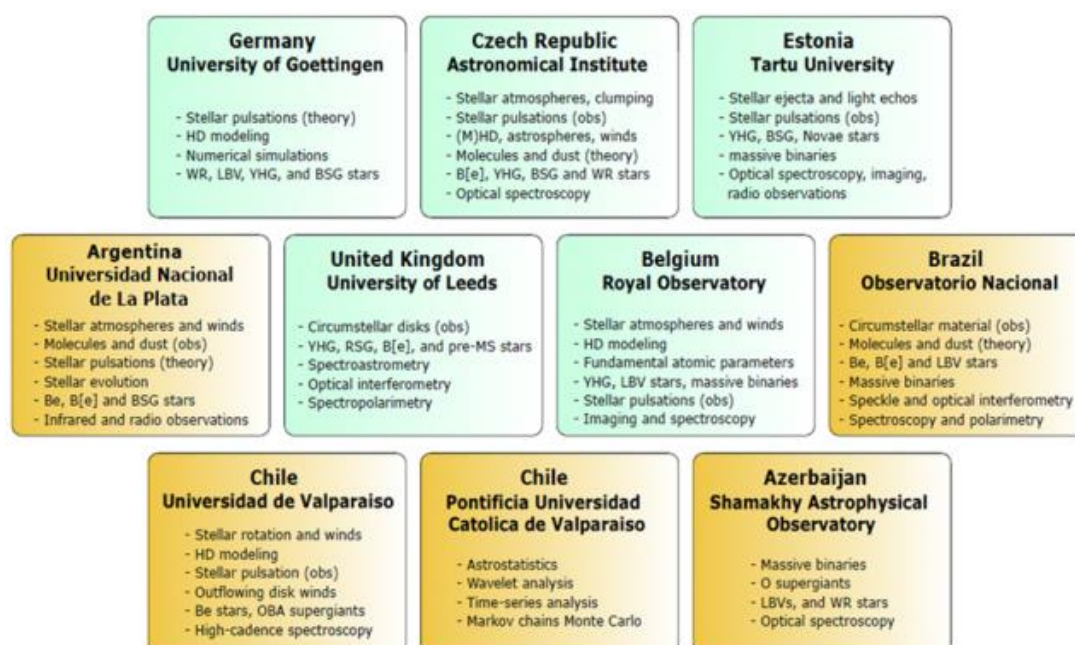 Germany
University of Goettingen
- Stellar pulsations (theory)
- HD modeling
- Numerical simulations
- WR, LBV, YHG, and BSG stars
Czech Republic
Astronomical Institute
- Stellar atmospheres, clumping
- Stellar pulsations (obs)
- (M)HD, astrospheres, winds
- Molecules and dust (theory)
- B[e], YHG, BSG and WR stars
- Optical spectroscopy
Estonia
Tartu University
- Stellar ejecta and light echos
- Stellar pulsations (obs)
- YHG, BSG, Novae stars
- massive binaries
- Optical spectroscopy, imaging,
radio observations
Argentina
Universidad Nacional
de La Plata
- Stellar atmospheres and winds
- Molecules and dust (obs)
- Stellar pulsations (theory)
- Stellar evolution
- Be, B[e] and BSG stars
- Infrared and radio observations
United Kingdom
University of Leeds
- Circumstellar disks (obs)
- YHG, RSG, B[e], and pre-MS stars
- Spectroastrometry
- Optical interferometry
- Spectropolarimetry
Belgium
Royal Observatory
- Stellar atmospheres and winds
- HD modeling
- Fundamental atomic parameters
- YHG, LBV stars, massive binaries
- Stellar pulsations (obs)
- Imaging and spectroscopy
Brazil
Observatorio Nacional
- Circumstellar material (obs)
- Molecules and dust (theory)
- Be, B[e] and LBV stars
- Massive binaries
- Speckle and optical interferometry
- Spectroscopy and polarimetry
Chile
Universidad de Valparaiso
- Stellar rotation and winds
- HD modeling
- Stellar pulsation (obs)
- Outflowing disk winds
- Be stars, OBA supergiants
- High-cadence spectroscopy
Chile
Pontificia Universidad
Catolica de Valparaiso
- Astrostatistics
- Wavelet analysis
- Time-series analysis
- Markov chains Monte Carlo
Azerbaijan
Shamakhy Astrophysical
Observatory
- Massive binaries
- O supergiants
- LBVs, and WR stars
- Optical spectroscopy